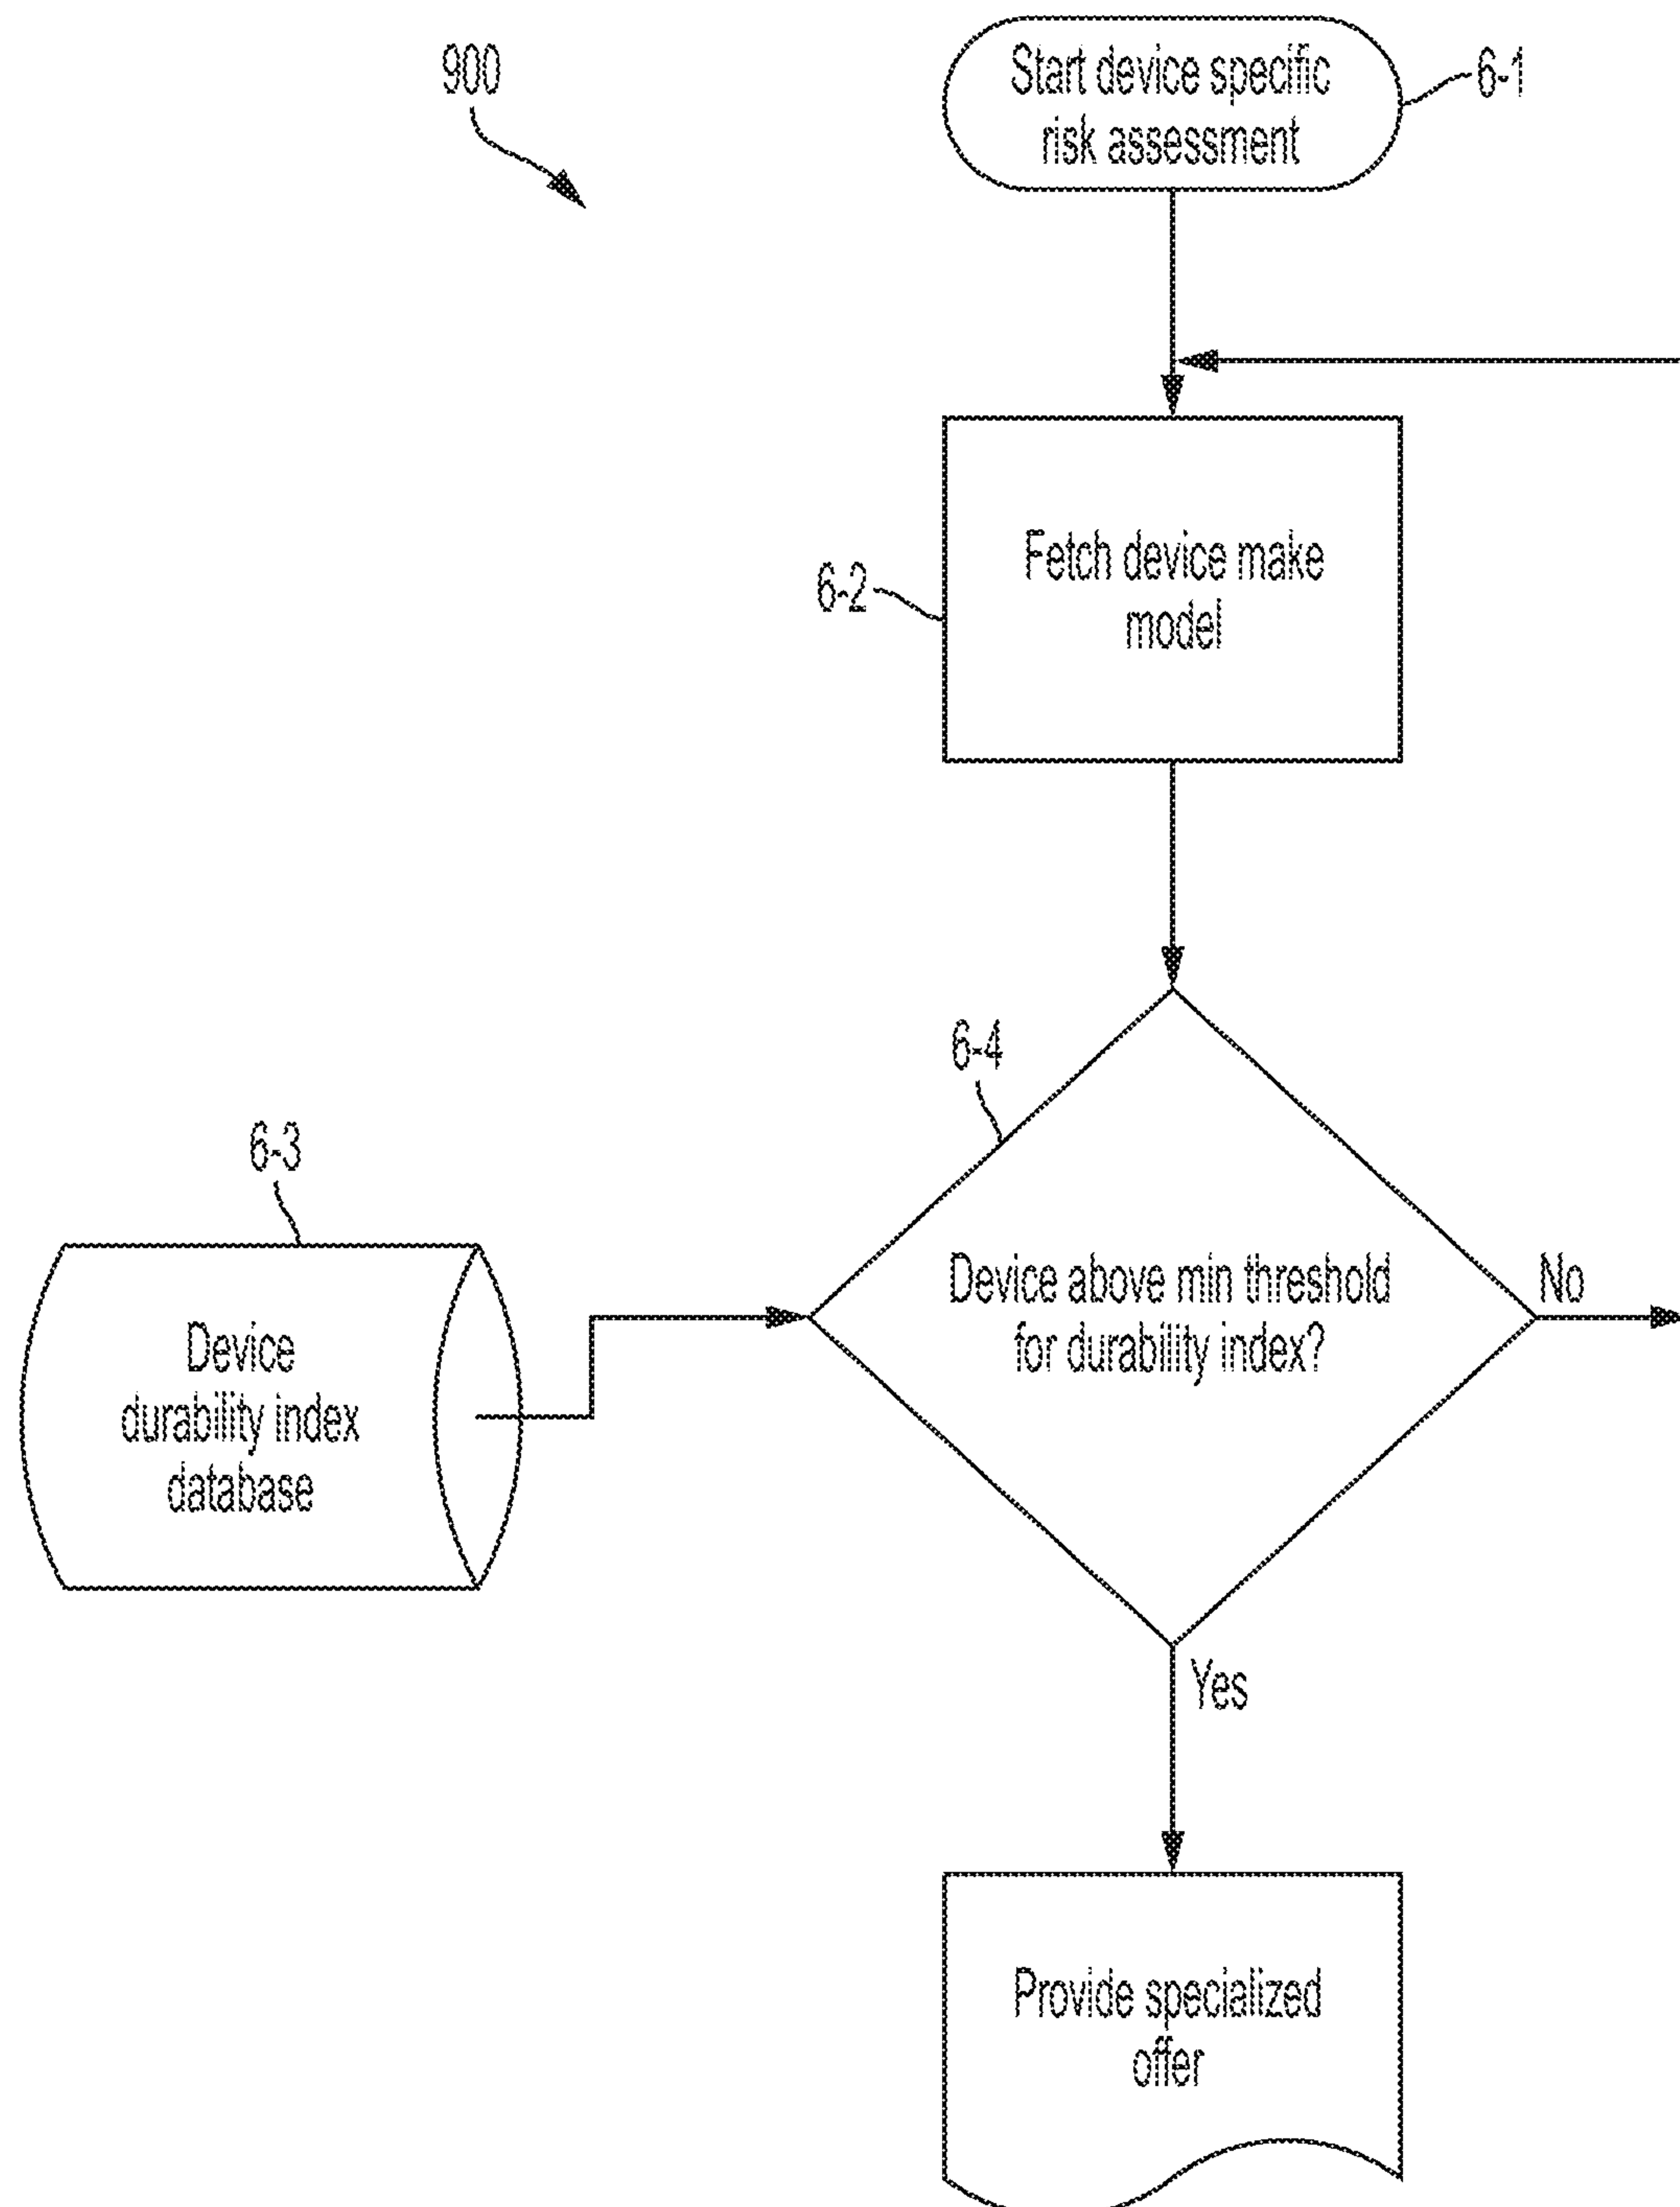 900
Start device specific
risk assessment
6-1
Fetch device make
model
6-2
6-4
6-3
Device above min threshold
for durability index?
No
Device
durability index
database
Yes
Provide specialized
offer